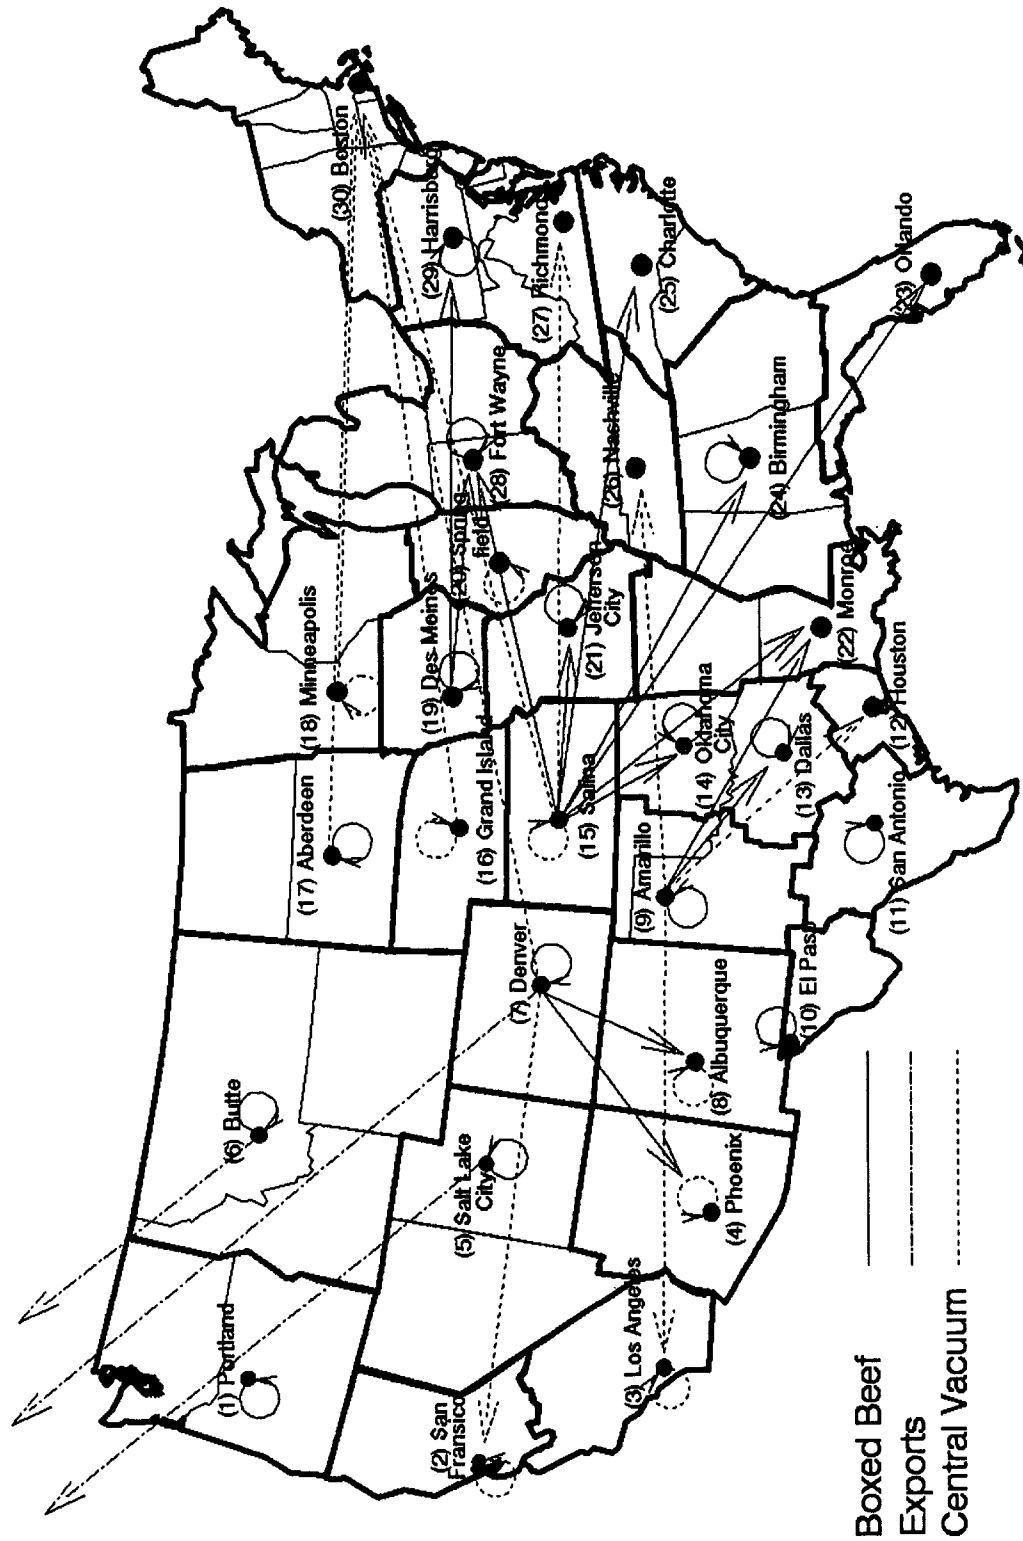 (1) Portland
(2) San
Fransico
(3) Los Angeles
(4) Phoenix
(5) Salt Lake
City
(6) Butte
(7) Denver
(8) Albuquerque
(9) Amarillo
(10) El Paso
(11) San Antonio
(12) Houston
(13) Dallas
(14) Oklahoma
City
(15) Salina
(16) Grand Island
(17) Aberdeen
(18) Minneapolis
(19) Des Moines
(20) Spring
field
(21) Jefferson
City
(22) Monroe
(23) Orlando
(24) Birmingham
(25) Charlotte
(26) Nashville
(27) Richmond
(28) Fort Wayne
(29) Harrisburg
(30) Boston
Boxed Beef
Exports
Central Vacuum